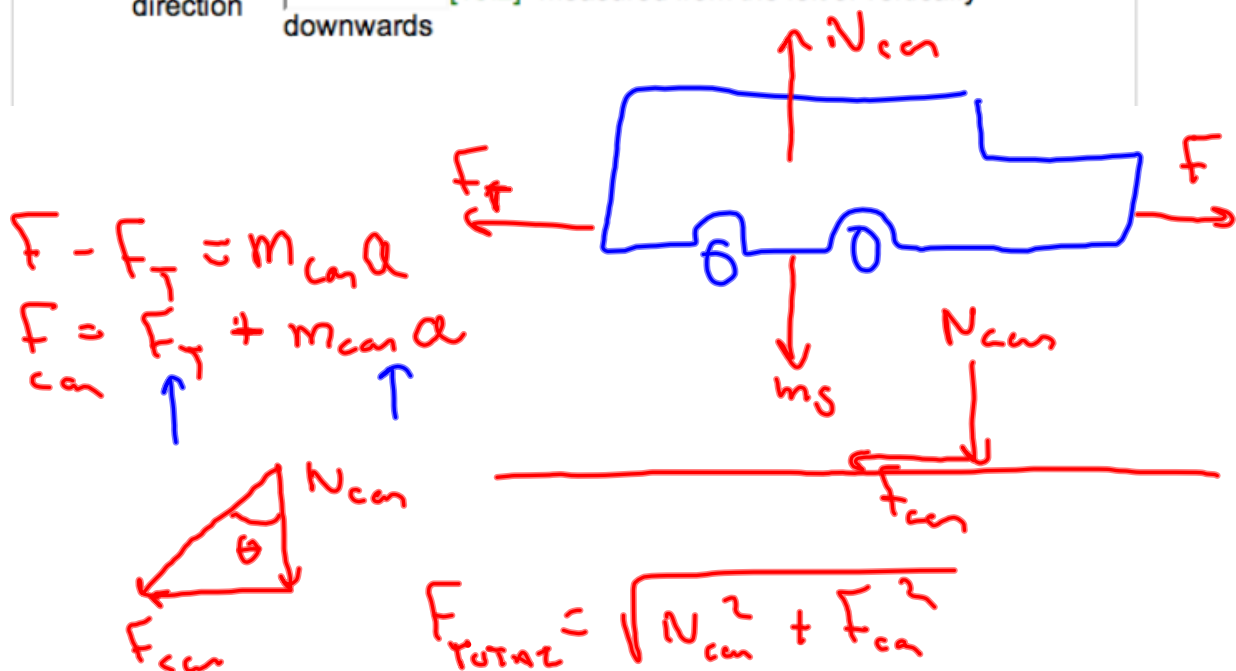 direction
downwards
N_car
F_T
F
F - F_T = m_car a
F_car = F_T + m_car a
N_car
mg
N_car
F_car
θ
F_car
F_TOTAL = √(N_car² + F_car²)